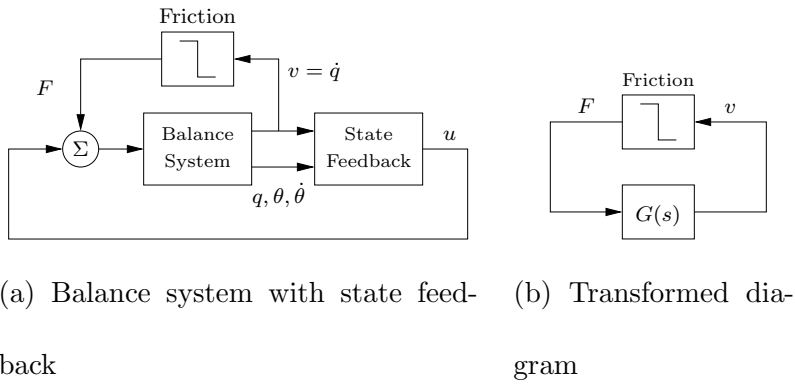 Friction
F
v = q̇
Σ
Balance
System
State
Feedback
u
q, θ, θ̇
(a) Balance system with state feed-
back
Friction
F
v
G(s)
(b) Transformed dia-
gram